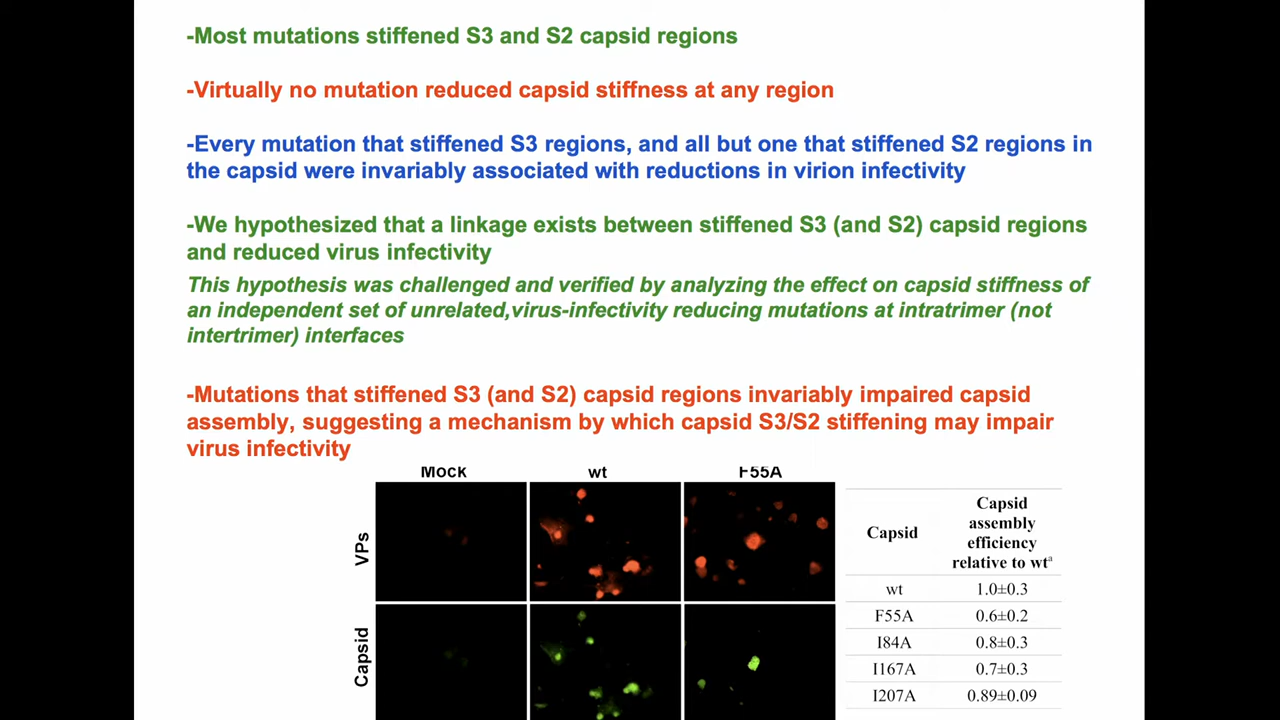 -Most mutations stiffened S3 and S2 capsid regions
-Virtually no mutation reduced capsid stiffness at any region
-Every mutation that stiffened S3 regions, and all but one that stiffened S2 regions in
the capsid were invariably associated with reductions in virion infectivity
-We hypothesized that a linkage exists between stiffened S3 (and S2) capsid regions
and reduced virus infectivity
This hypothesis was challenged and verified by analyzing the effect on capsid stiffness of
an independent set of unrelated,virus-infectivity reducing mutations at intratrimer (not
intertrimer) interfaces
-Mutations that stiffened S3 (and S2) capsid regions invariably impaired capsid
assembly, suggesting a mechanism by which capsid S3/S2 stiffening may impair
virus infectivity
Mock wt F55A
VPs
Capsid
Capsid
Capsid
assembly
efficiency
relative to wtᵃ
wt 1.0±0.3
F55A 0.6±0.2
I84A 0.8±0.3
I167A 0.7±0.3
I207A 0.89±0.09